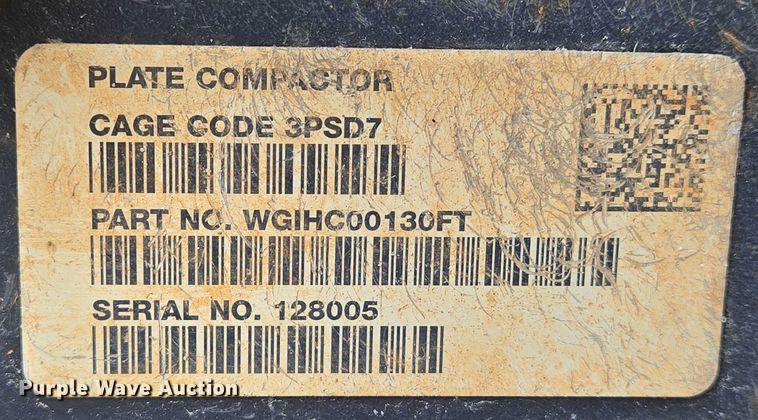 PLATE COMPACTOR
CAGE CODE 3PSD7
PART NO. WGIHC00130FT
SERIAL NO. 128005
Purple Wave Auction